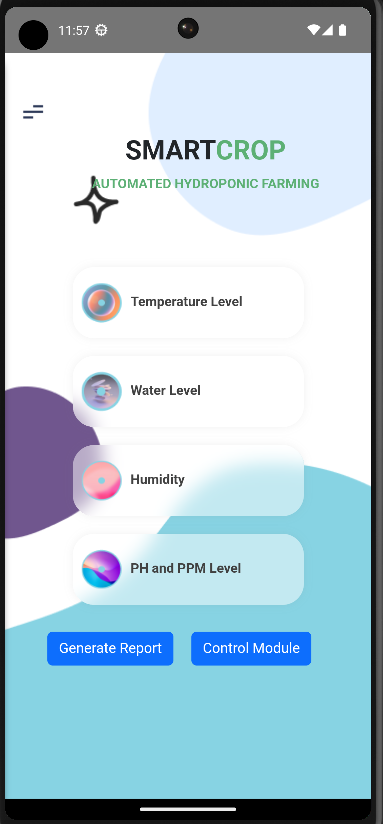 11:57
SMARTCROP
AUTOMATED HYDROPONIC FARMING
Temperature Level
Water Level
Humidity
PH and PPM Level
Generate Report
Control Module